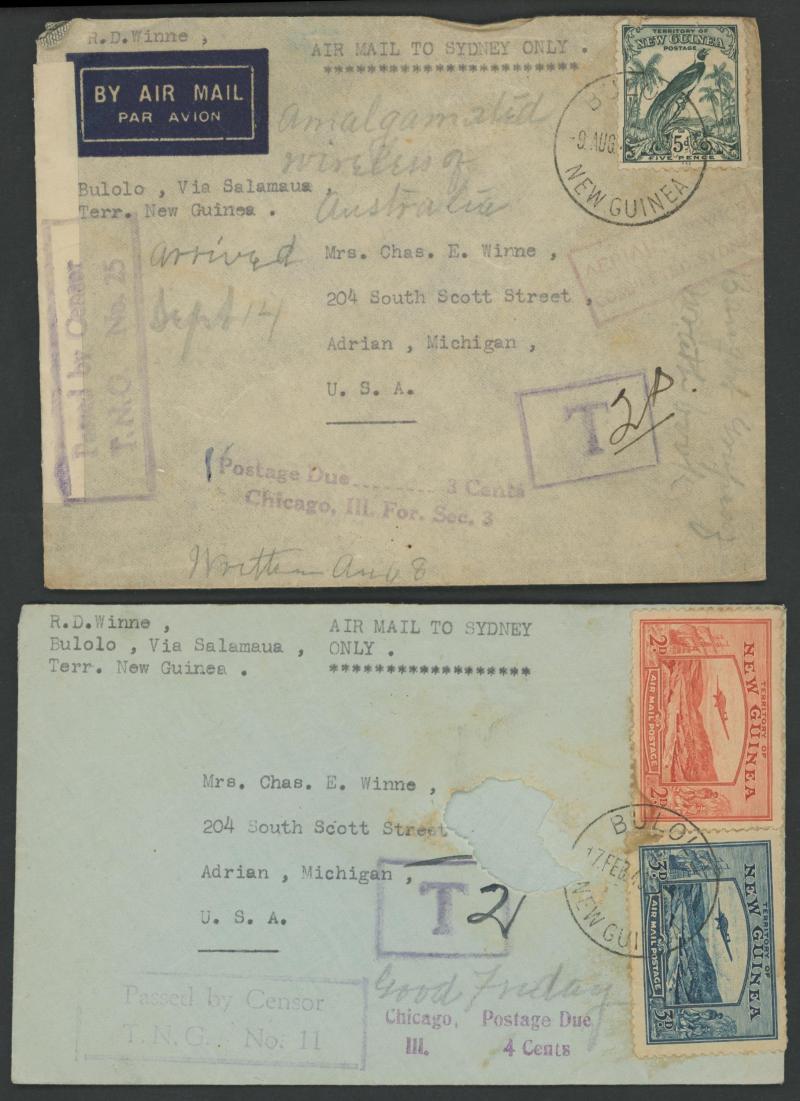 R.D.Winne ,
AIR MAIL TO SYDNEY ONLY .
**********************
BY AIR MAIL
PAR AVION
TERRITORY OF
NEW GUINEA
POSTAGE
5D
FIVE PENCE
-9 AUG
NEW GUINEA
Amalgamated
wireless of
Australia
Bulolo , Via Salamaua ,
Terr. New Guinea .
arrived
Sept 14
Mrs. Chas. E. Winne ,
204 South Scott Street ,
Adrian , Michigan ,
U. S. A.
Passed by Censor
T.N.G No. 25
T
Postage Due........ 3 Cents
Chicago, Ill. For. Sec. 3
Written Aug 8
R.D.Winne ,
Bulolo , Via Salamaua ,
Terr. New Guinea .
AIR MAIL TO SYDNEY
ONLY .
******************
TERRITORY OF
NEW GUINEA
AIR MAIL POSTAGE
2D. 2D.
Mrs. Chas. E. Winne ,
204 South Scott Street
Adrian , Michigan ,
U. S. A.
BULOLO
17 FEB
NEW GUI
TERRITORY OF
NEW GUINEA
AIR MAIL POSTAGE
3D. 3D.
T
2
Good Friday
Passed by Censor
T.N.G. No. 11
Chicago, Postage Due
Ill. 4 Cents